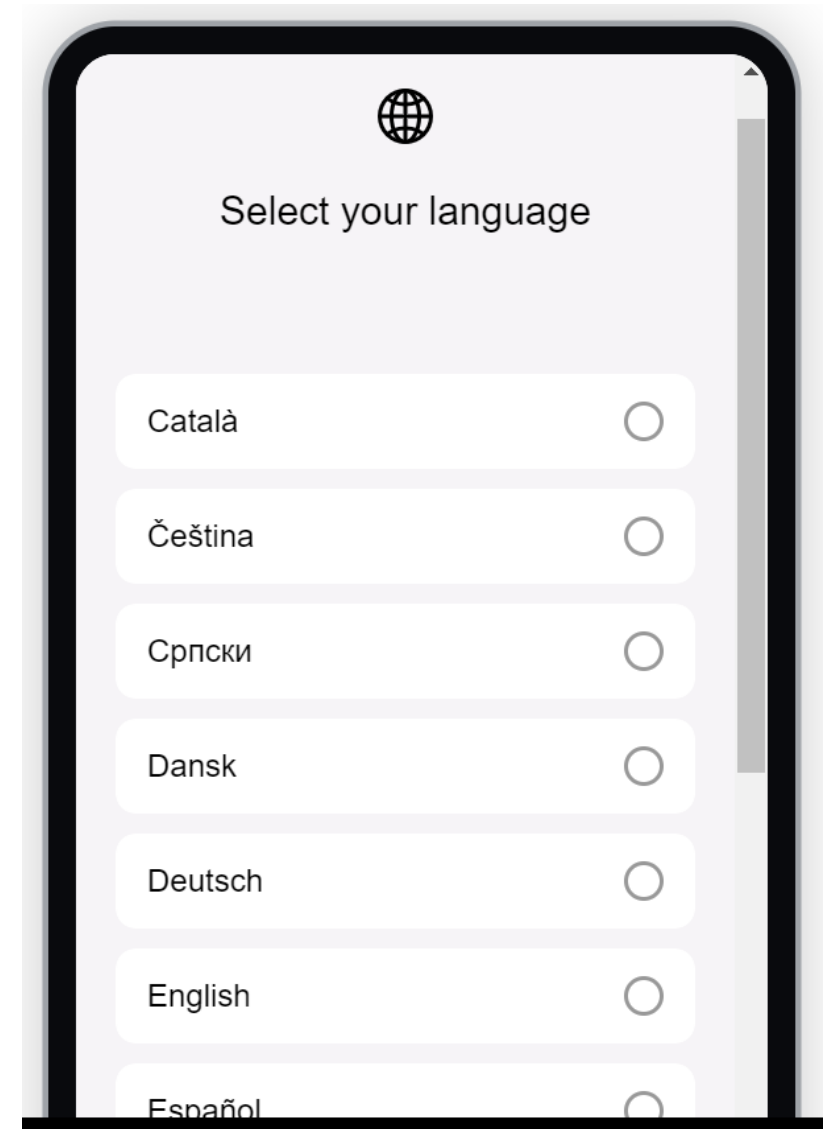 Select your language
Català
Čeština
Српски
Dansk
Deutsch
English
Español